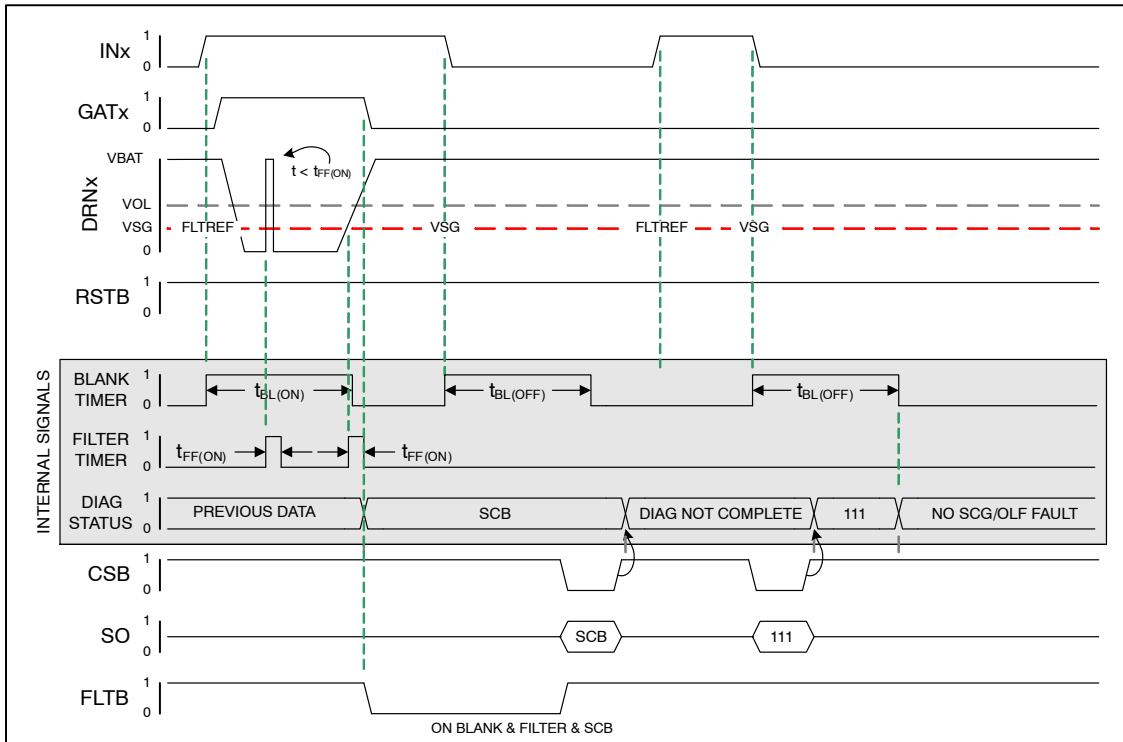 INx
1
0
GATx
1
0
DRNx
VBAT
t < tFF(ON)
VOL
VSG
FLTREF
VSG
FLTREF
VSG
0
RSTB
1
0
INTERNAL SIGNALS
BLANK
TIMER
1
0
tBL(ON)
tBL(OFF)
tBL(OFF)
FILTER
TIMER
1
0
tFF(ON)
tFF(ON)
DIAG
STATUS
1
0
PREVIOUS DATA
SCB
DIAG NOT COMPLETE
111
NO SCG/OLF FAULT
CSB
1
0
SO
1
0
SCB
111
FLTB
1
0
ON BLANK & FILTER & SCB